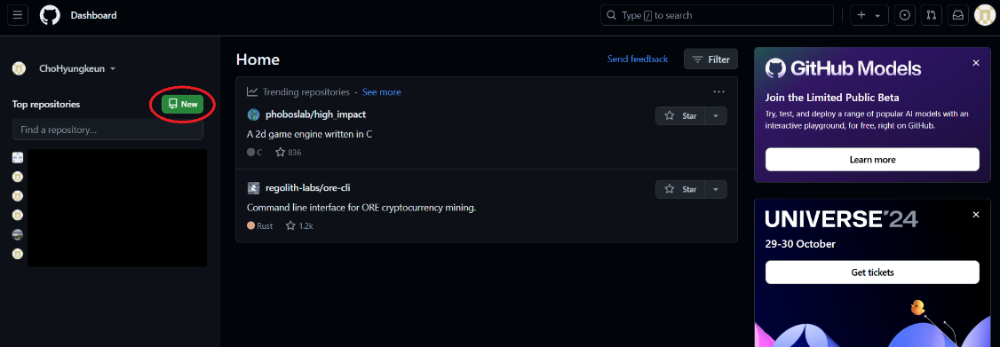 Dashboard
Type / to search
ChoHyungkeun
Top repositories
New
Find a repository...
Home
Send feedback
Filter
Trending repositories · See more
phoboslab/high_impact
Star
A 2d game engine written in C
C
836
regolith-labs/ore-cli
Star
Command line interface for ORE cryptocurrency mining.
Rust
1.2k
GitHub Models
Join the Limited Public Beta
Try, test, and deploy a range of popular AI models with an
interactive playground, for free, right on GitHub.
Learn more
UNIVERSE'24
29-30 October
Get tickets